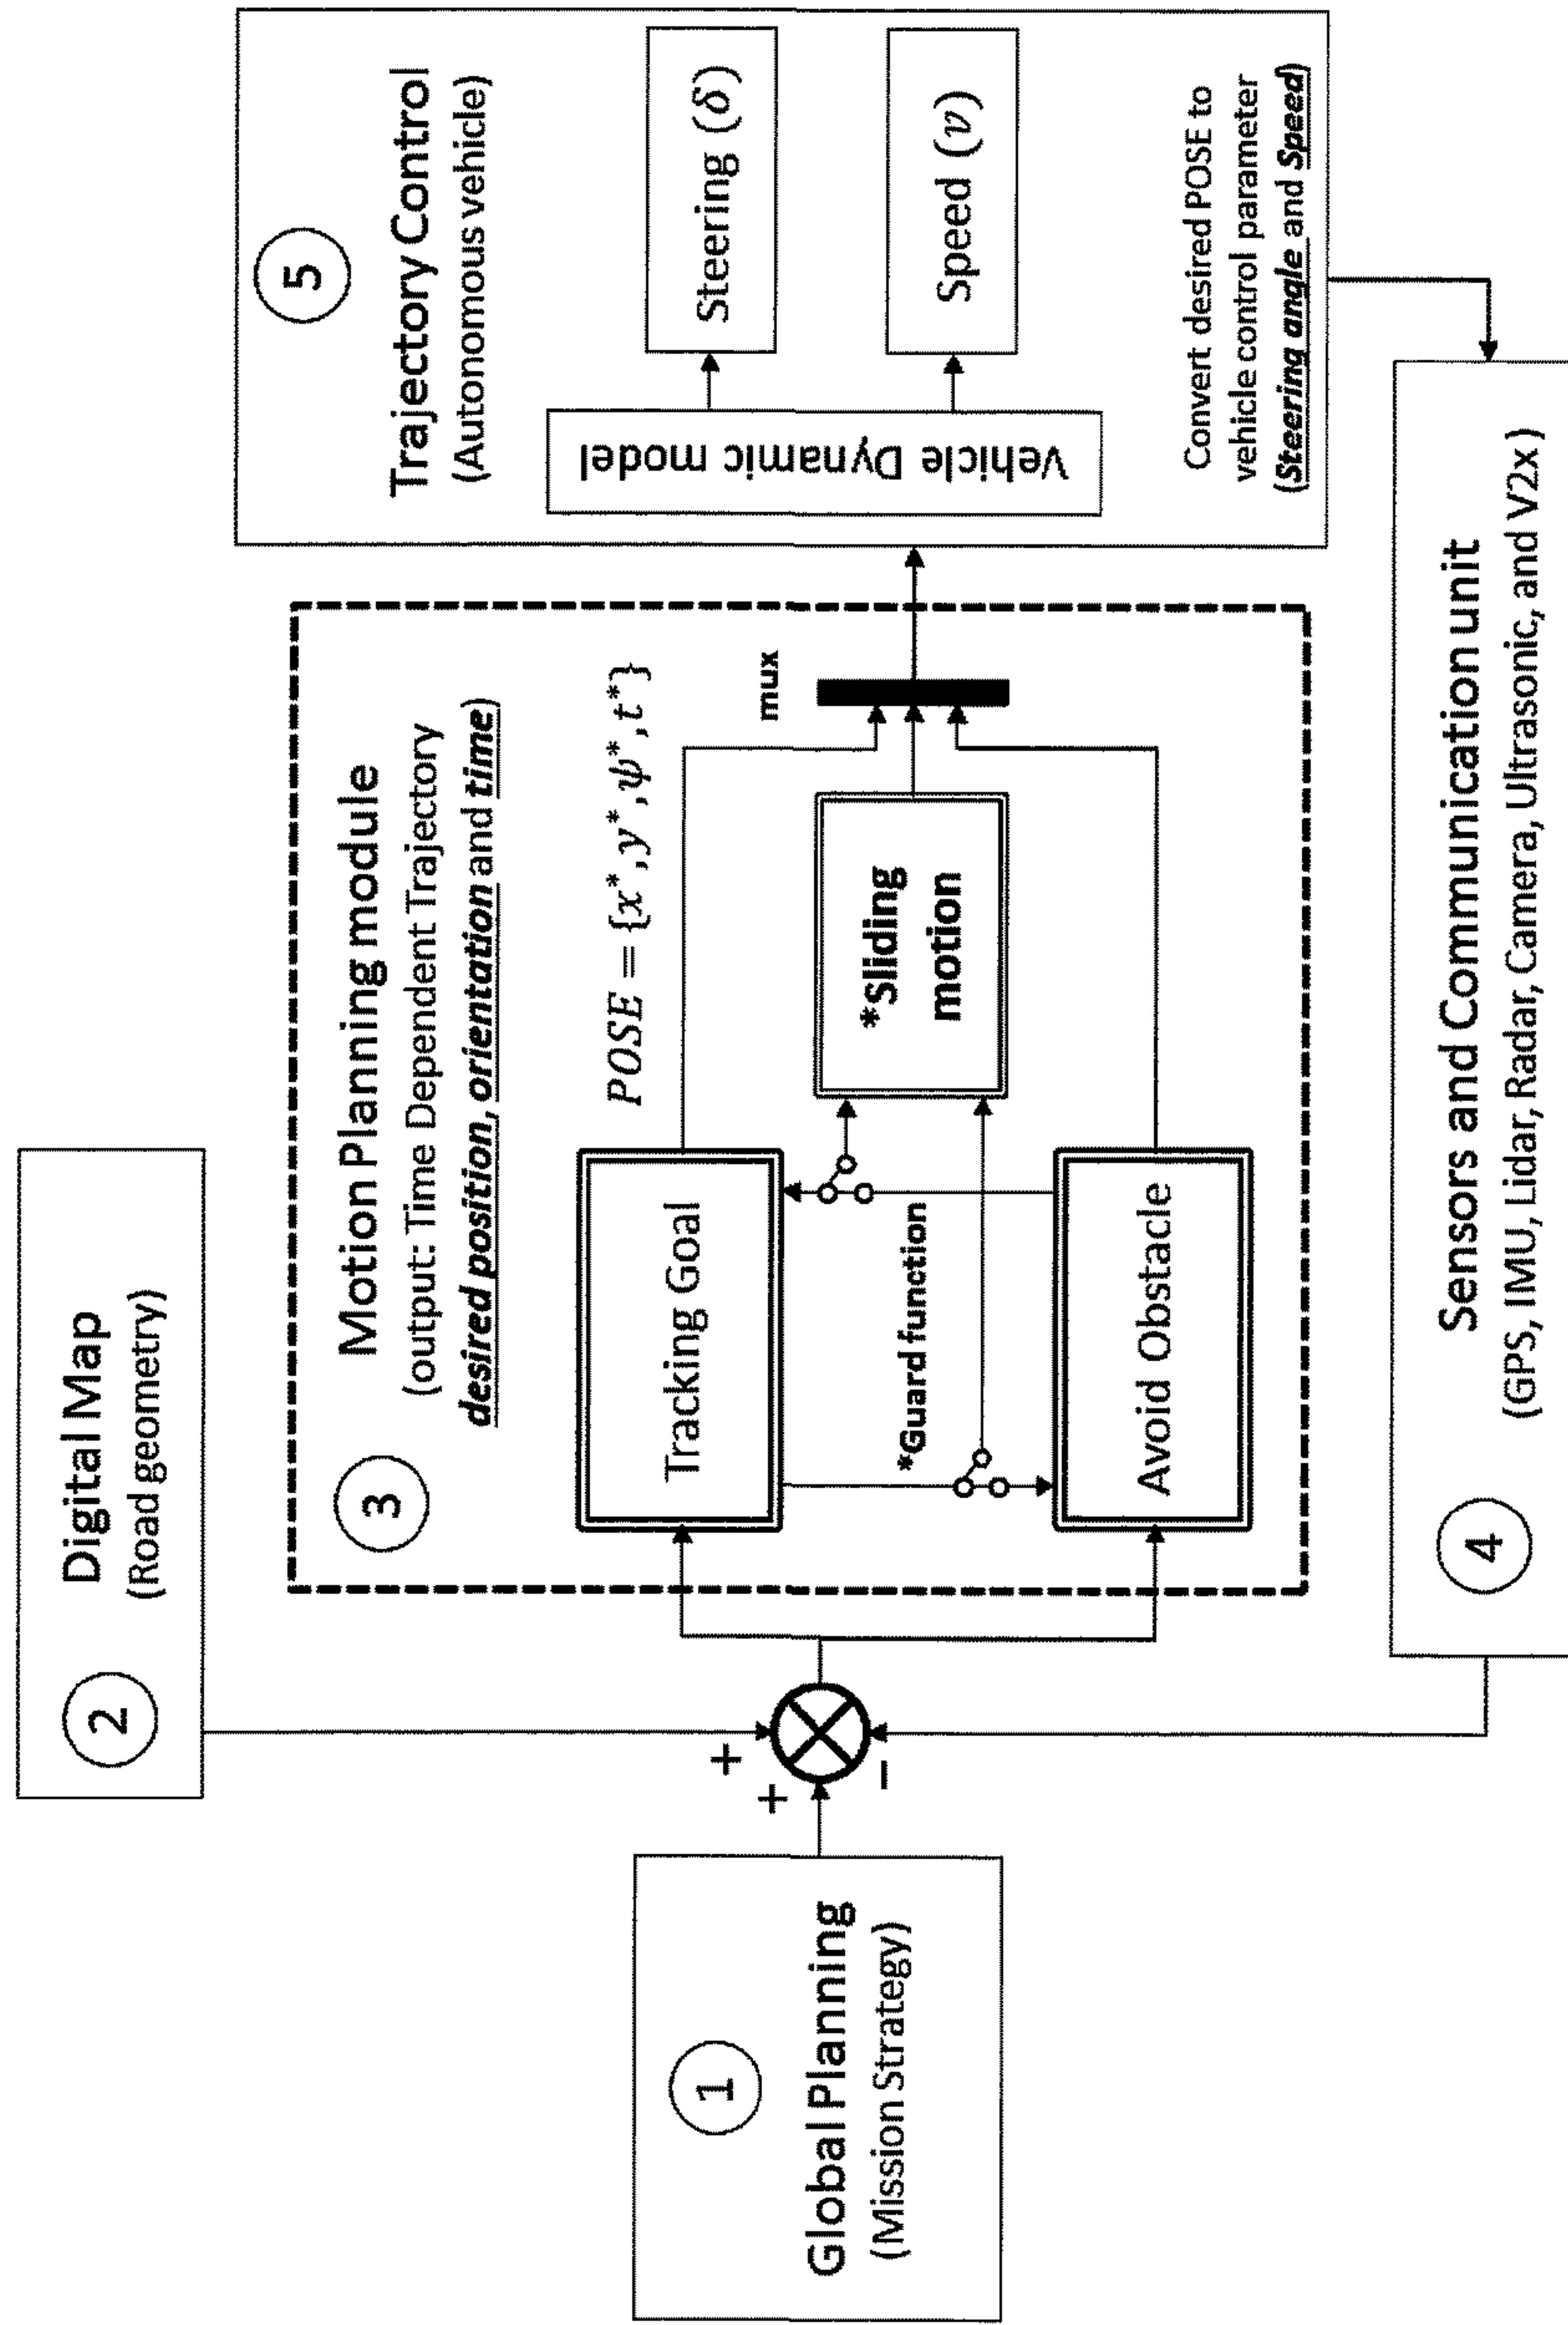 1
Global Planning
(Mission Strategy)
2
Digital Map
(Road geometry)
+
+
-
3
Motion Planning module
(output: Time Dependent Trajectory
desired position, orientation and time)
POSE = {x*, y*, ψ*, t*}
Tracking Goal
*Guard function
Avoid Obstacle
*Sliding
motion
mux
5
Trajectory Control
(Autonomous vehicle)
Vehicle Dynamic model
Steering (δ)
Speed (v)
Convert desired POSE to
vehicle control parameter
(Steering angle and Speed)
4
Sensors and Communication unit
(GPS, IMU, Lidar, Radar, Camera, Ultrasonic, and V2x)